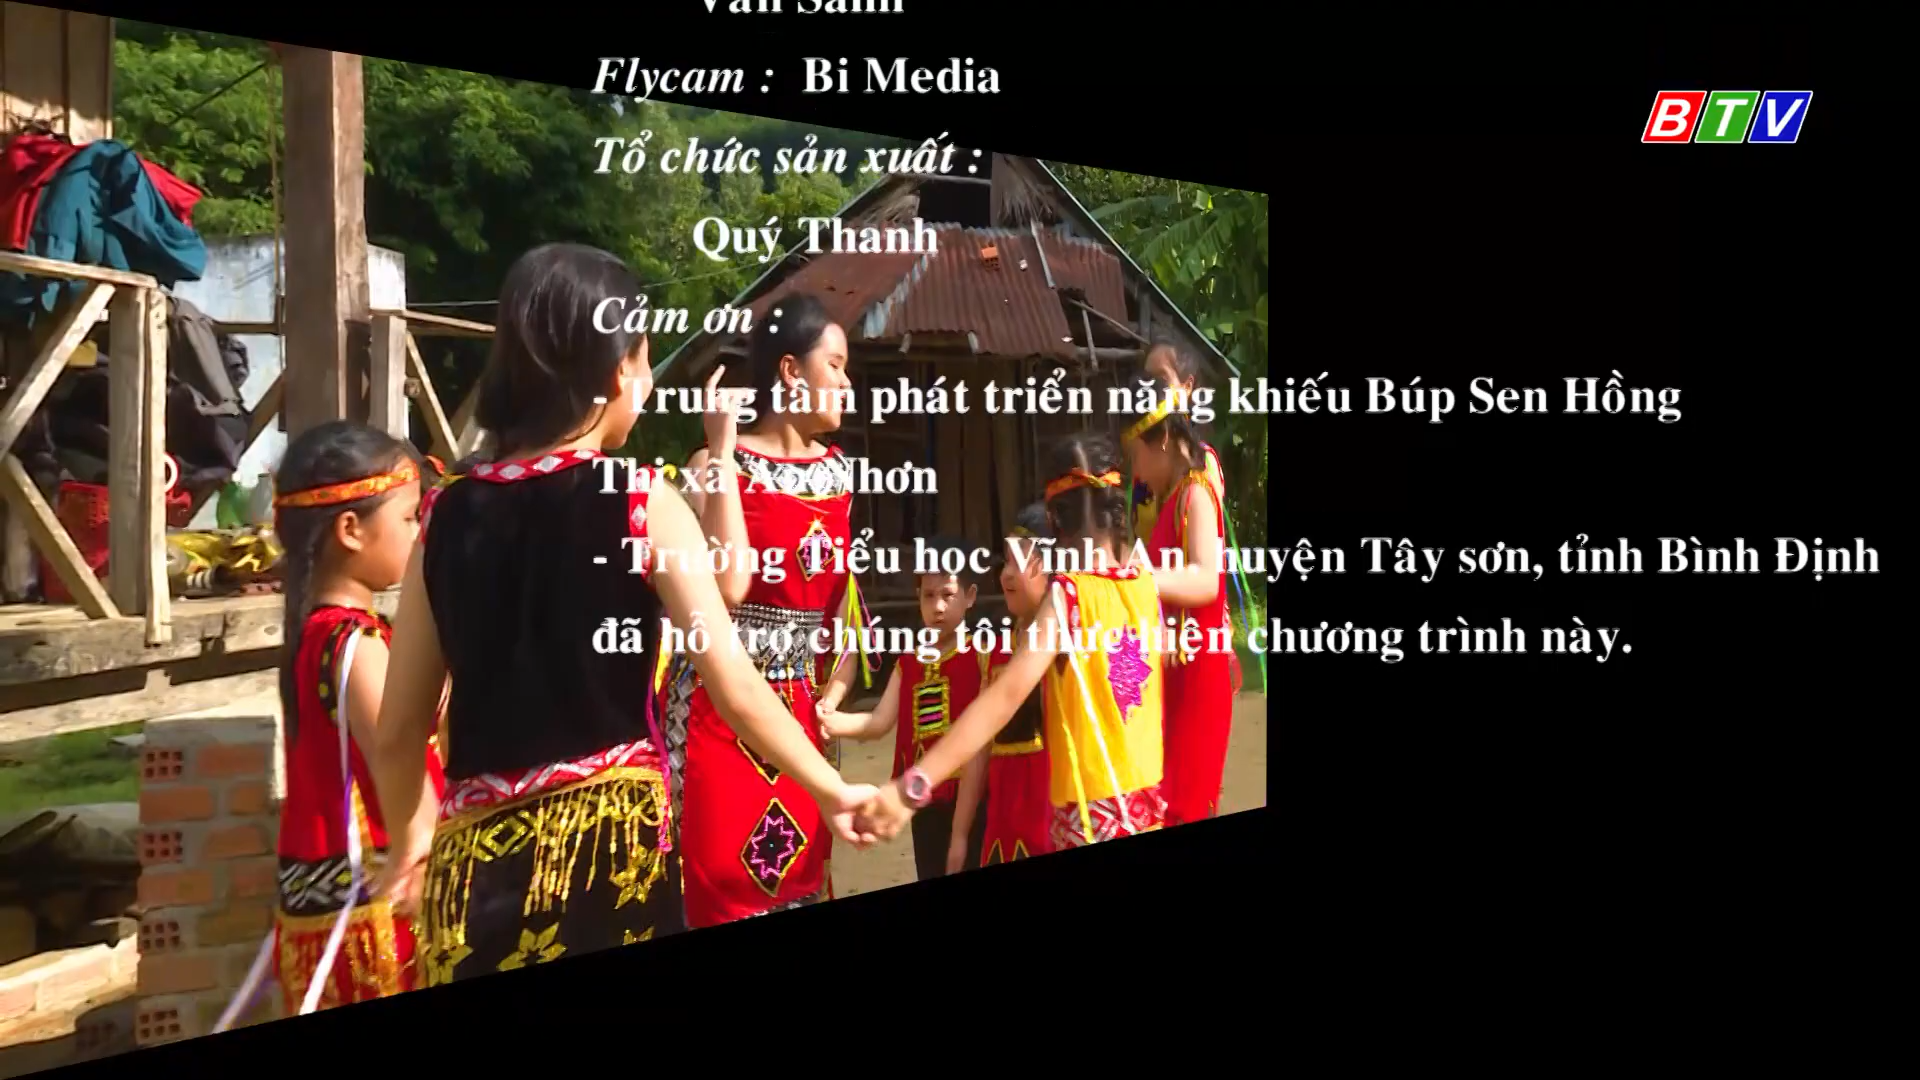 Văn Sanh
Flycam : Bi Media
BTV
Tổ chức sản xuất :
Quý Thanh
Cảm ơn :
- Trung tâm phát triển năng khiếu Búp Sen Hồng
Thị xã An Nhơn
- Trường Tiểu học Vĩnh An, huyện Tây sơn, tỉnh Bình Định
đã hỗ trợ chúng tôi thực hiện chương trình này.